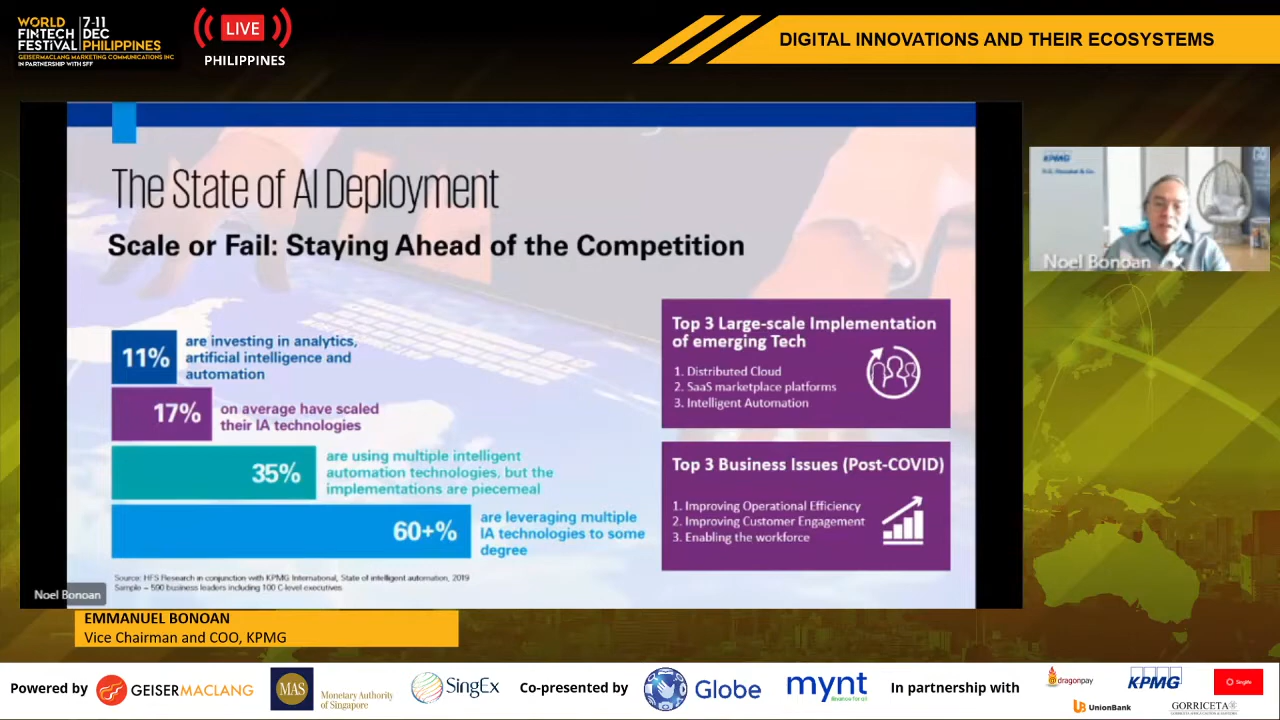 WORLD
FINTECH
FESTIVAL
7-11
DEC
PHILIPPINES
GEISERMACLANG MARKETING COMMUNICATIONS INC
IN PARTNERSHIP WITH SFF
LIVE
PHILIPPINES
DIGITAL INNOVATIONS AND THEIR ECOSYSTEMS
The State of AI Deployment
Scale or Fail: Staying Ahead of the Competition
11%
are investing in analytics,
artificial intelligence and
automation
17%
on average have scaled
their IA technologies
35%
are using multiple intelligent
automation technologies, but the
implementations are piecemeal
60+%
are leveraging multiple
IA technologies to some
degree
Source: HFS Research in conjunction with KPMG International, State of intelligent automation, 2019
Sample – 590 business leaders including 100 C-level executives
Top 3 Large-scale Implementation
of emerging Tech
1. Distributed Cloud
2. SaaS marketplace platforms
3. Intelligent Automation
Top 3 Business Issues (Post-COVID)
1. Improving Operational Efficiency
2. Improving Customer Engagement
3. Enabling the workforce
KPMG
Noel Bonoan
Noel Bonoan
EMMANUEL BONOAN
Vice Chairman and COO, KPMG
Powered by
GEISERMACLANG
MAS
Monetary Authority
of Singapore
SingEx
Co-presented by
Globe
mynt
In partnership with
dragonpay
UnionBank
KPMG
Singlife
GORRICETA